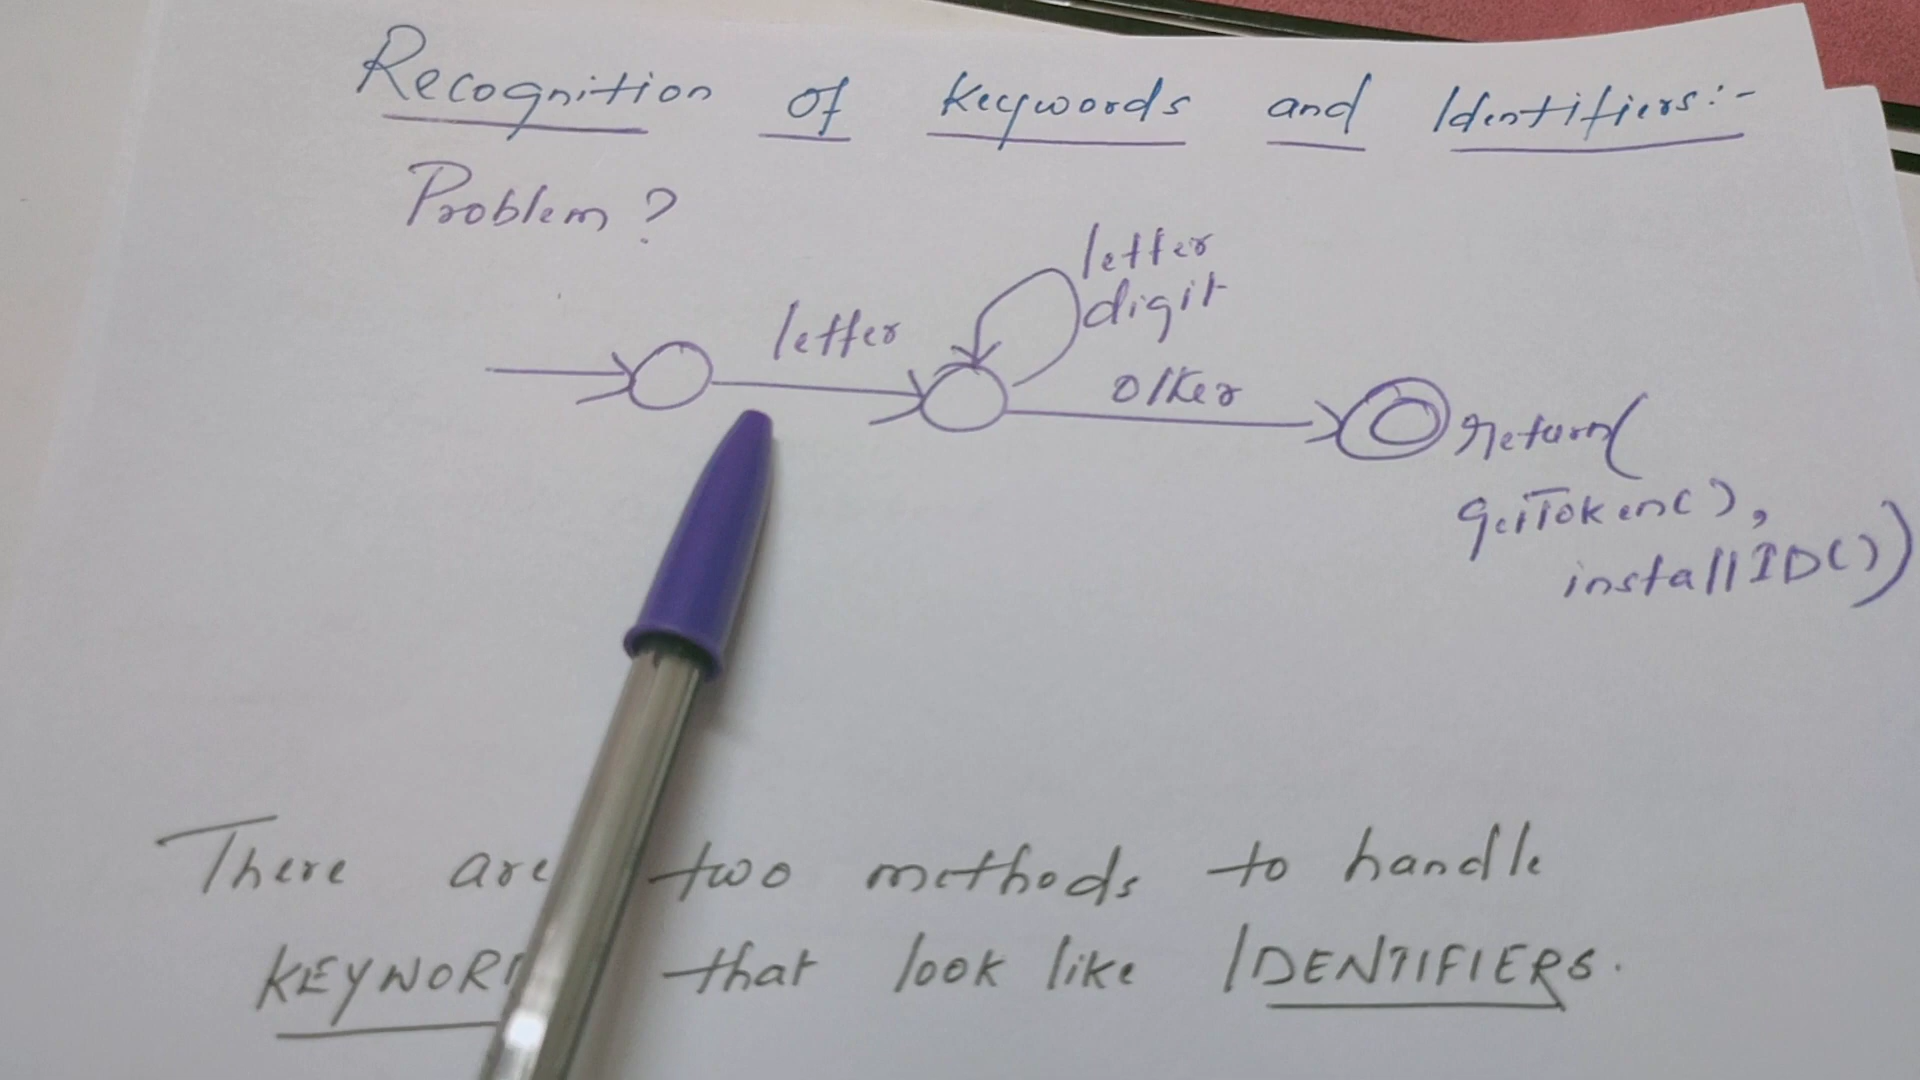 Recognition of Keywords and Identifiers:-
Problem?
letter
digit
letter
other
return(
getToken(),
installID())
There are two methods to handle
that look like IDENTIFIERS.